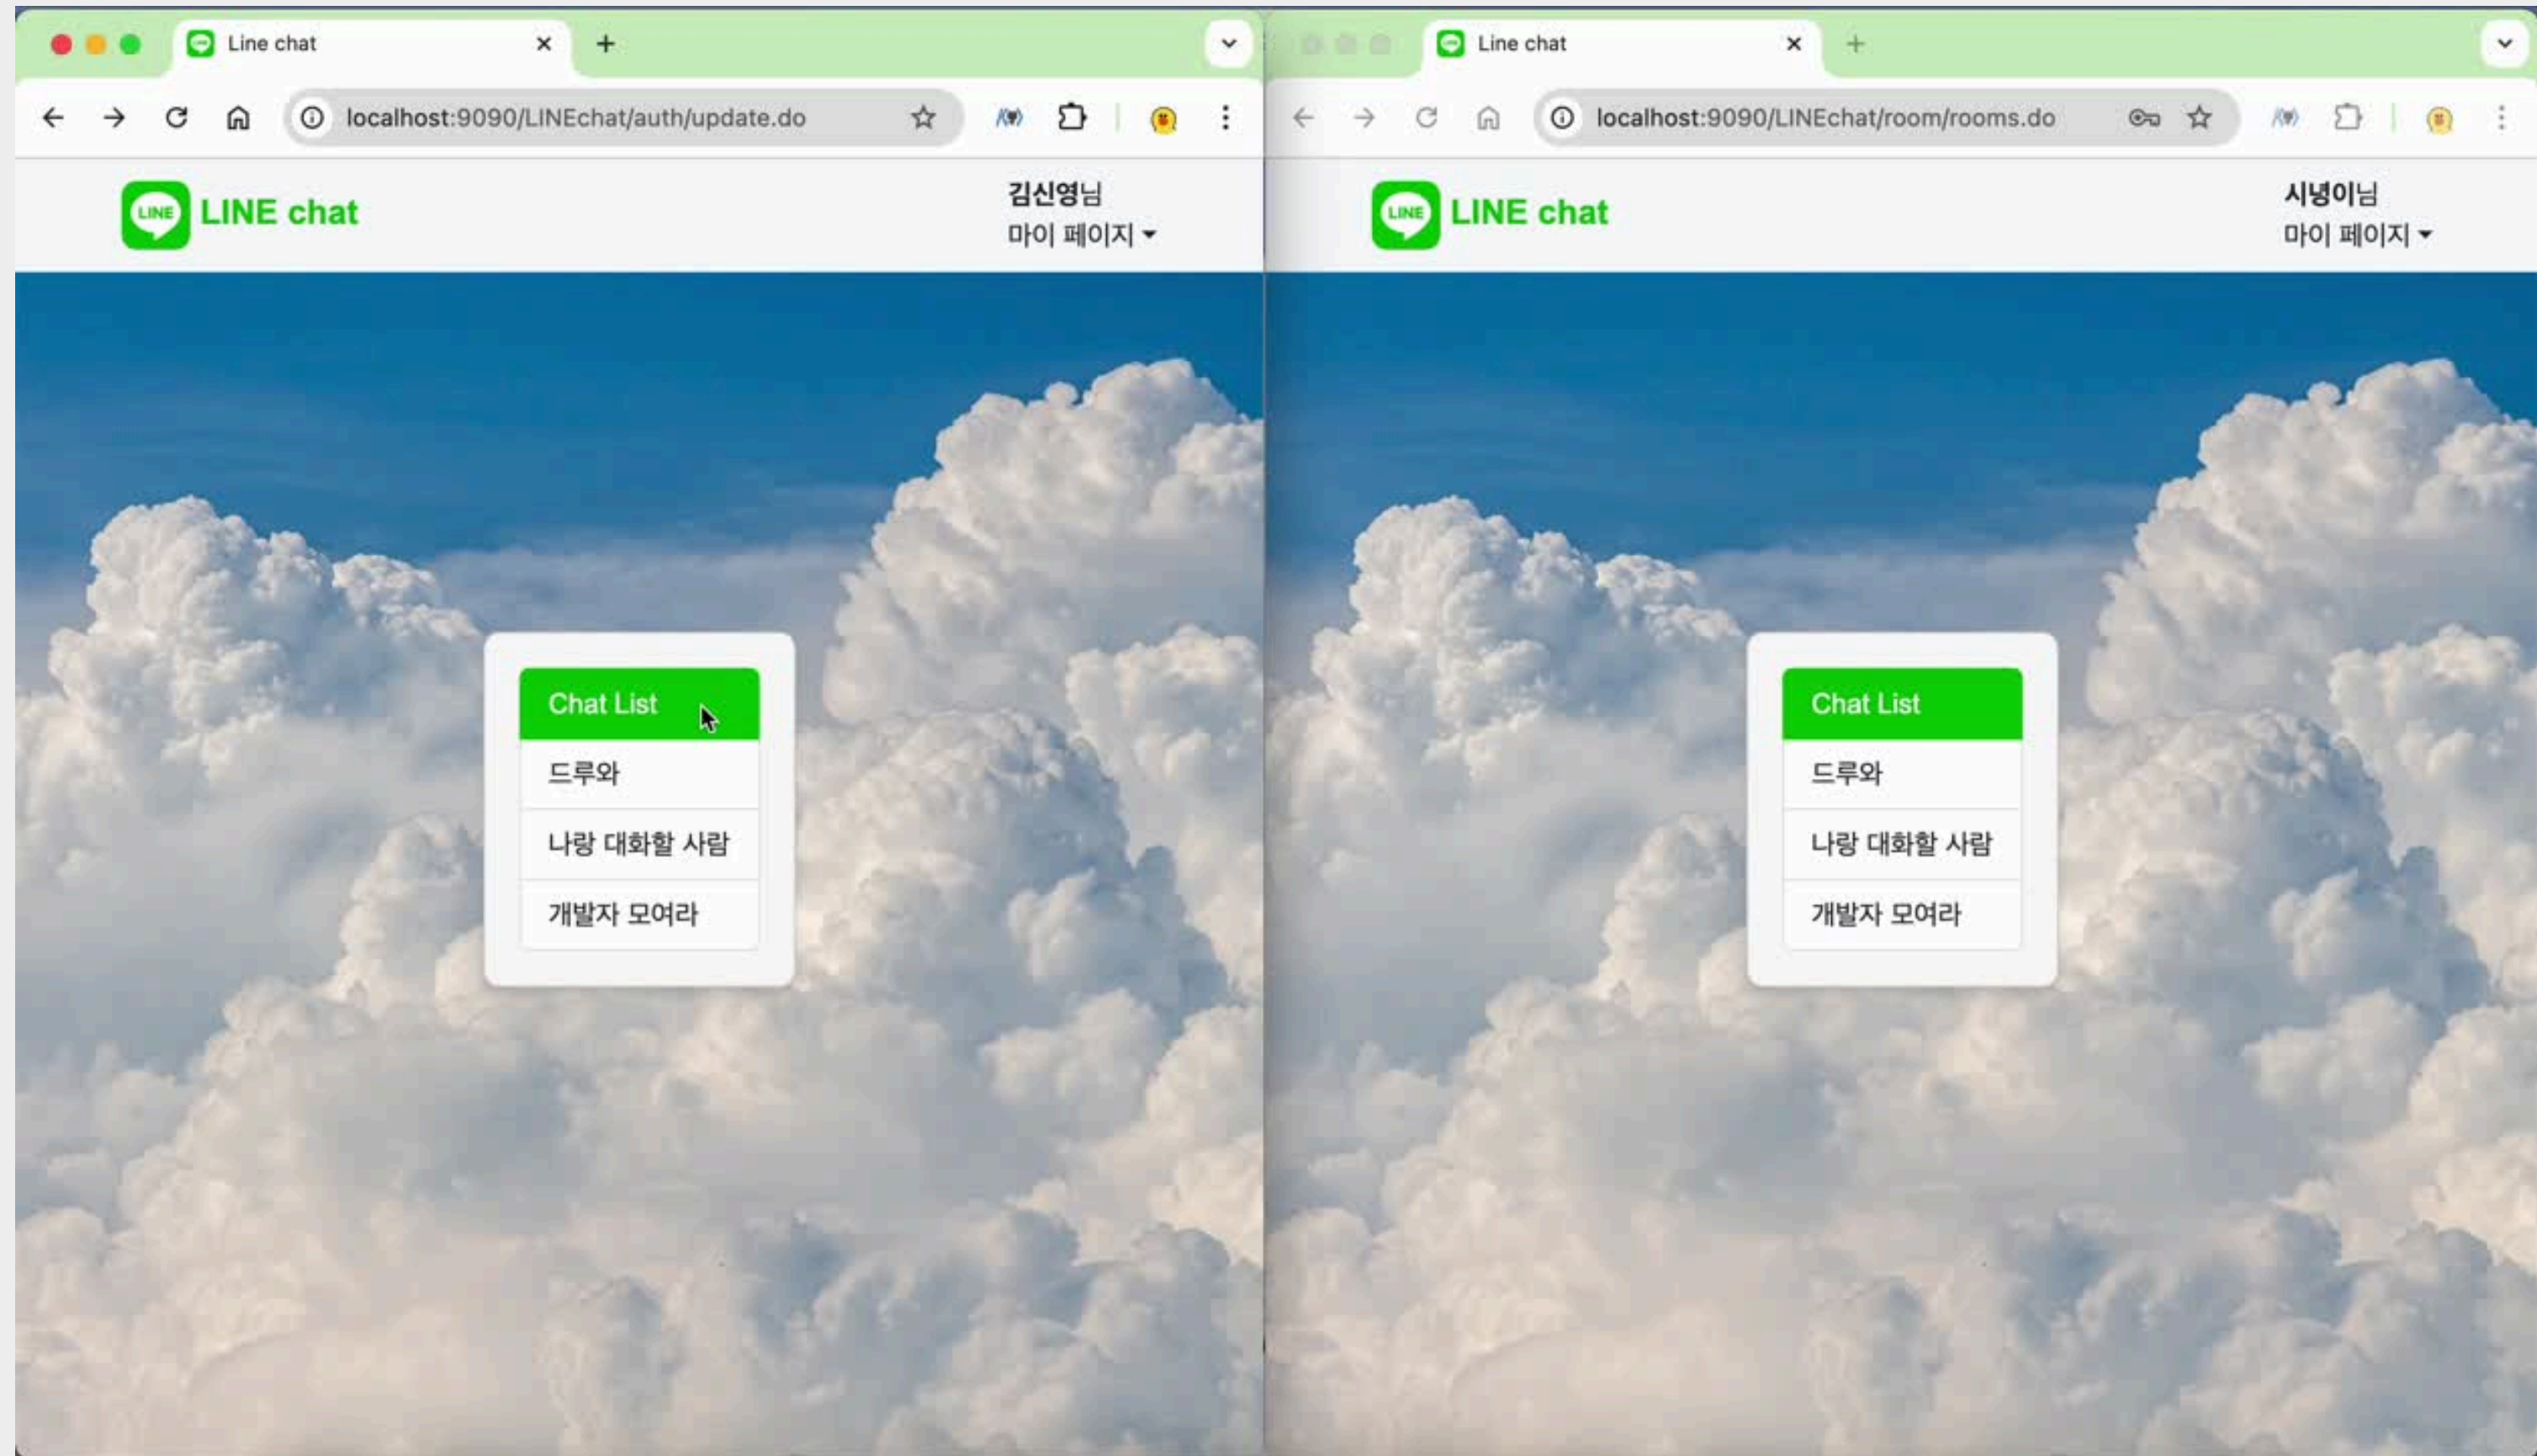 Line chat
localhost:9090/LINEchat/auth/update.do
LINE
LINE chat
김신영님
마이 페이지
Chat List
드루와
나랑 대화할 사람
개발자 모여라
Line chat
localhost:9090/LINEchat/room/rooms.do
LINE
LINE chat
시녕이님
마이 페이지
Chat List
드루와
나랑 대화할 사람
개발자 모여라